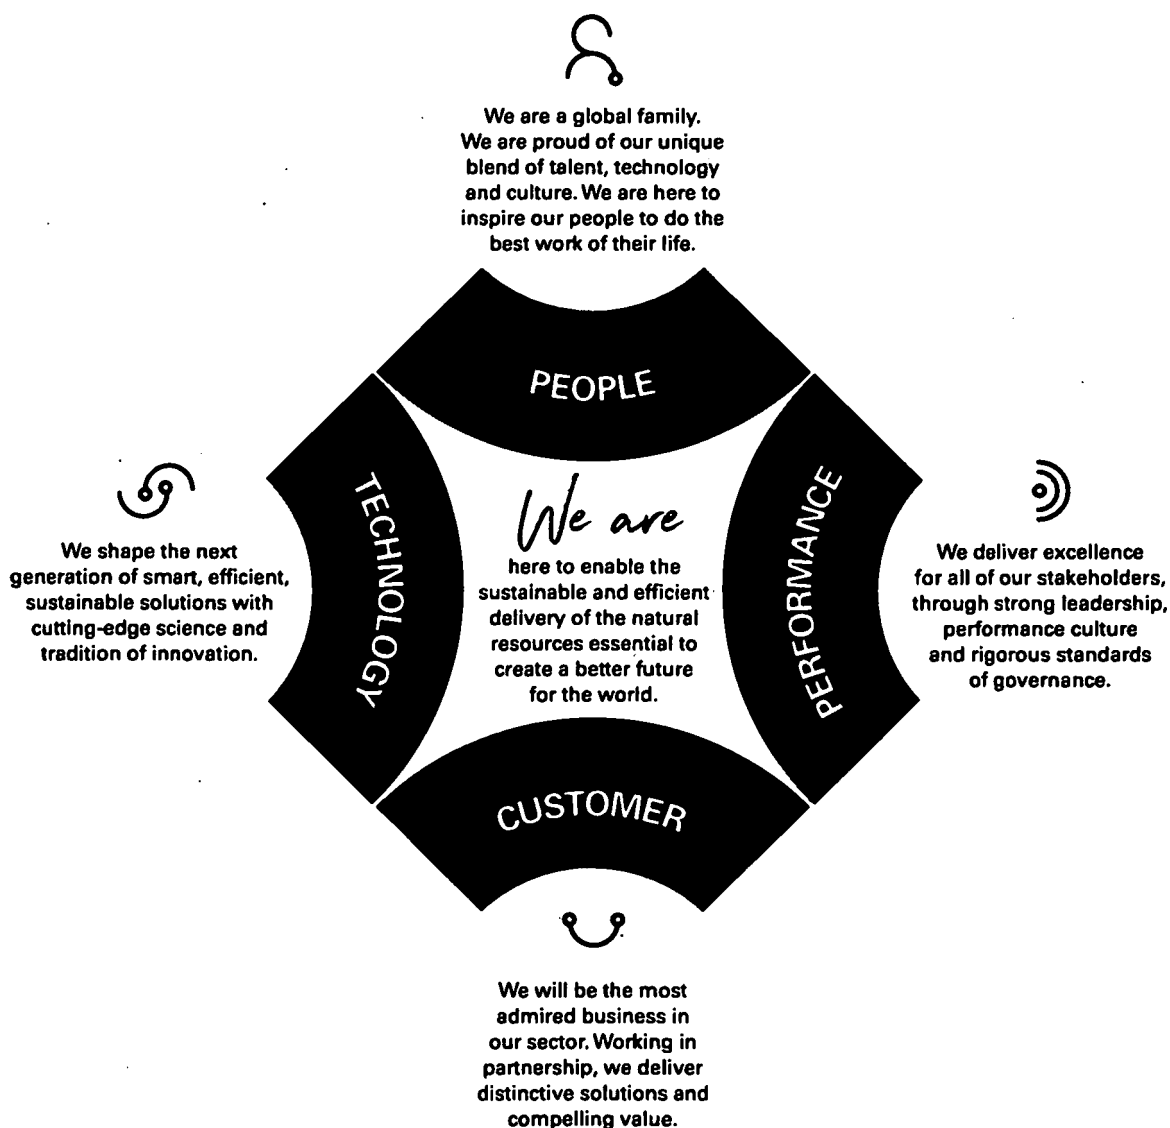 We are a global family.
We are proud of our unique
blend of talent, technology
and culture. We are here to
inspire our people to do the
best work of their life.
PEOPLE
TECHNOLOGY
We shape the next
generation of smart, efficient,
sustainable solutions with
cutting-edge science and
tradition of innovation.
We are
here to enable the
sustainable and efficient
delivery of the natural
resources essential to
create a better future
for the world.
PERFORMANCE
We deliver excellence
for all of our stakeholders,
through strong leadership,
performance culture
and rigorous standards
of governance.
CUSTOMER
We will be the most
admired business in
our sector. Working in
partnership, we deliver
distinctive solutions and
compelling value.